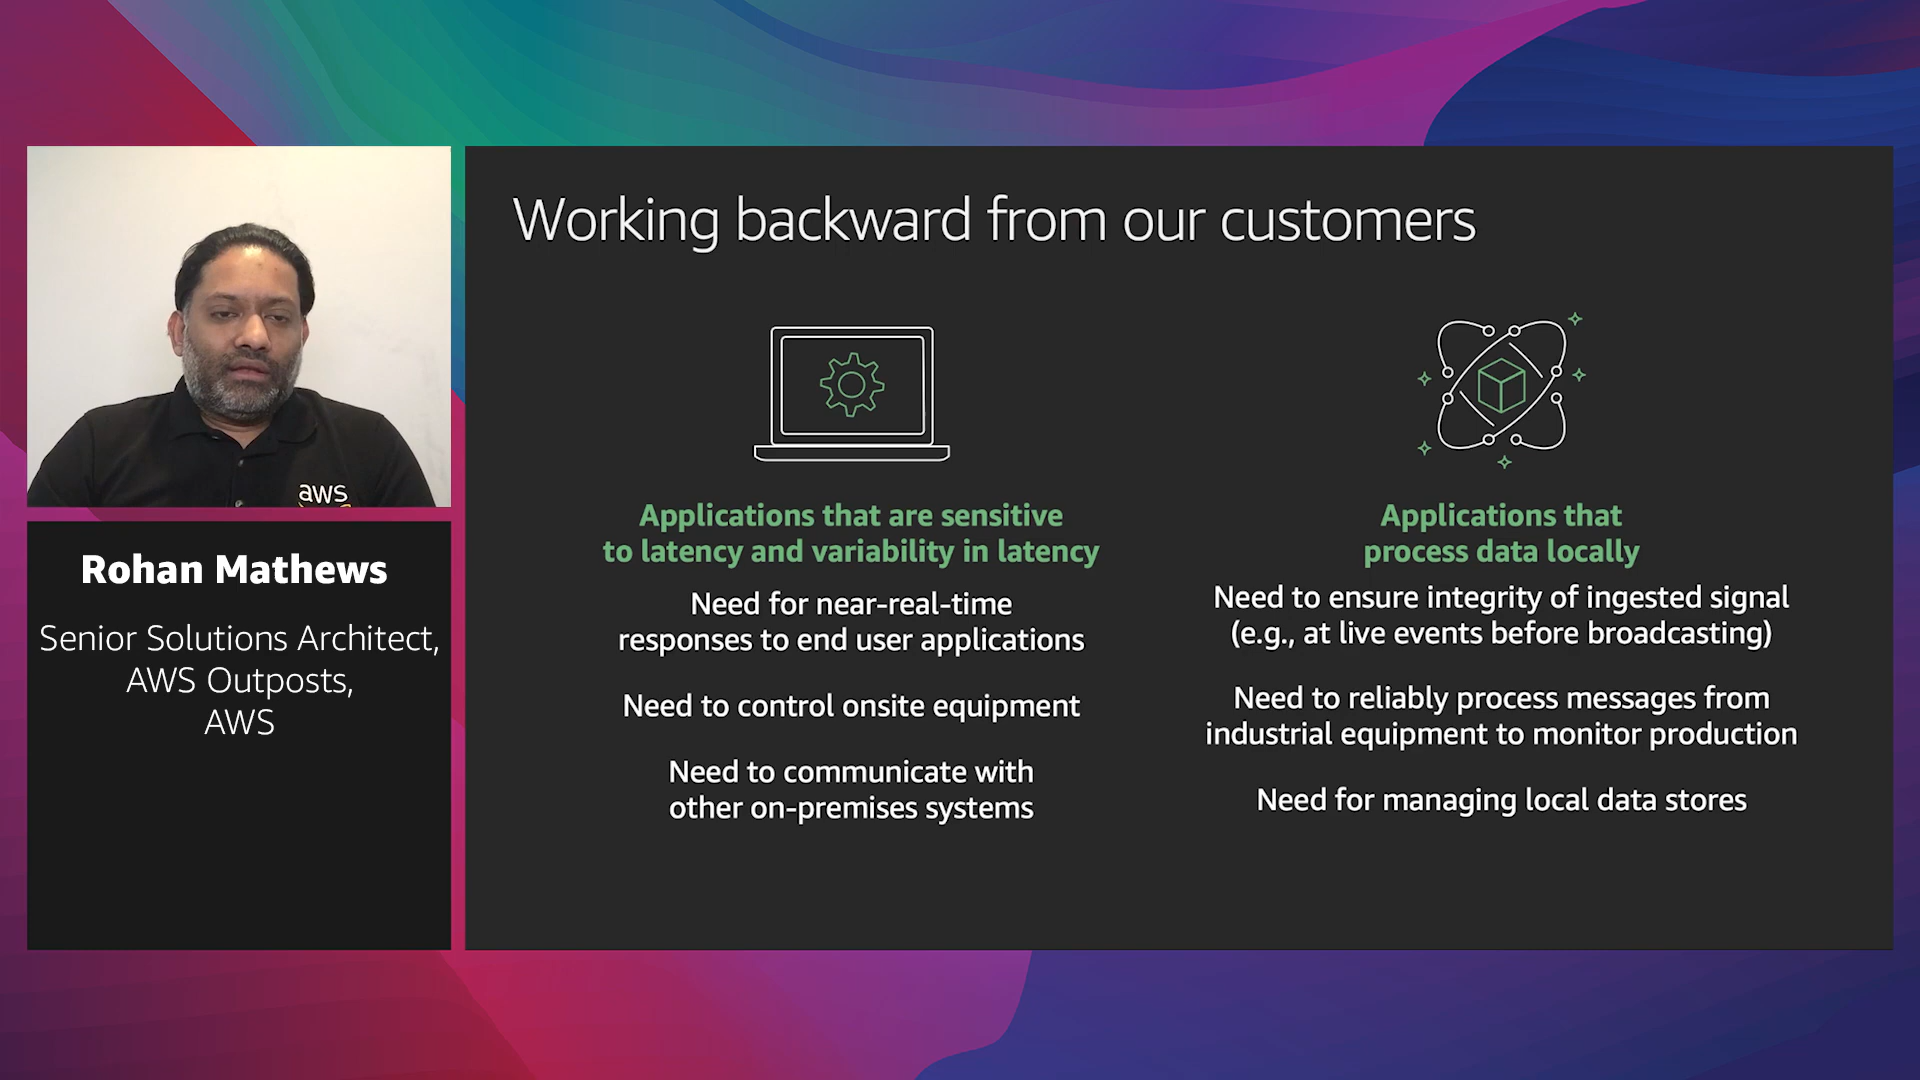 Working backward from our customers
aws
Rohan Mathews
Senior Solutions Architect,
AWS Outposts,
AWS
Applications that are sensitive
to latency and variability in latency
Need for near-real-time
responses to end user applications
Need to control onsite equipment
Need to communicate with
other on-premises systems
Applications that
process data locally
Need to ensure integrity of ingested signal
(e.g., at live events before broadcasting)
Need to reliably process messages from
industrial equipment to monitor production
Need for managing local data stores